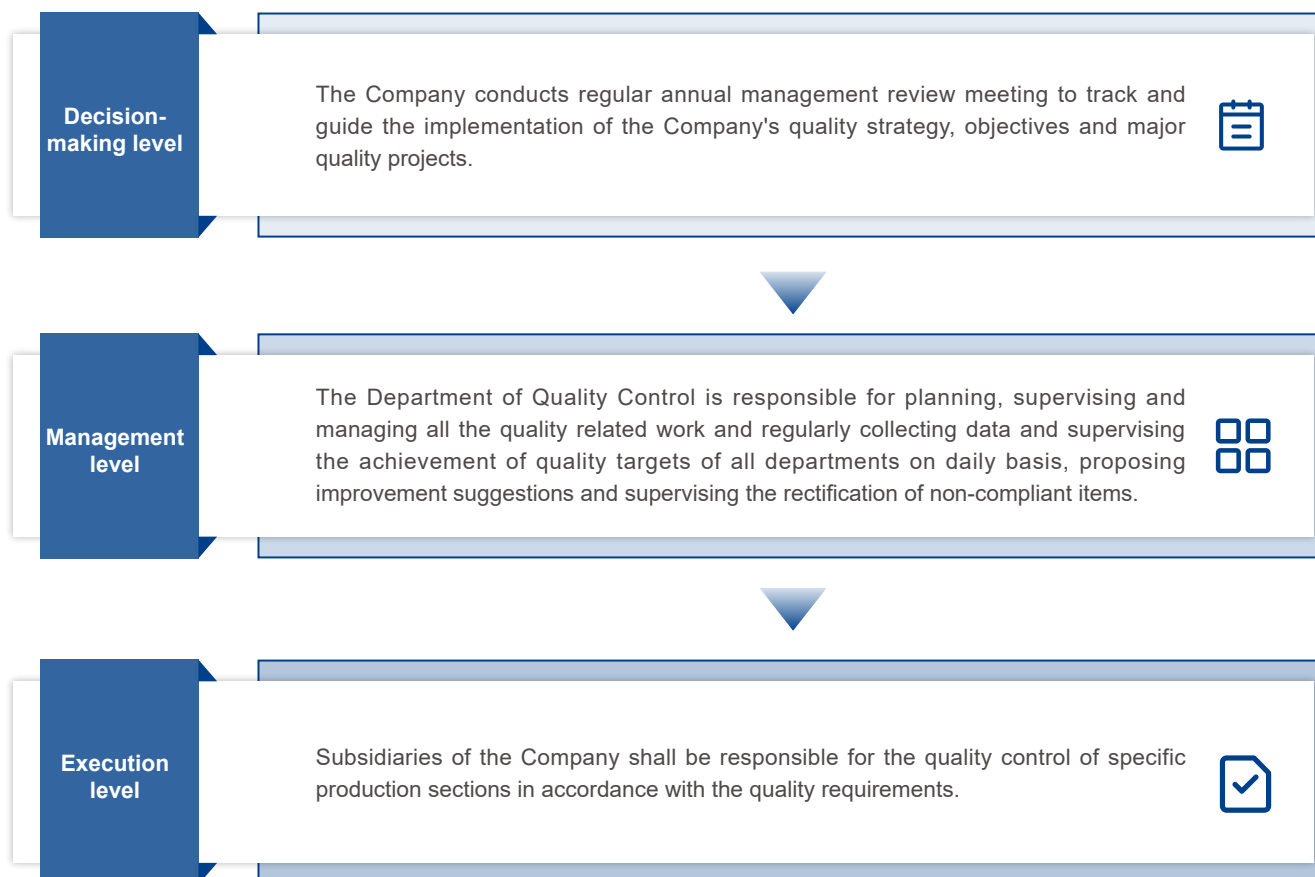 Decision-
making level
The Company conducts regular annual management review meeting to track and
guide the implementation of the Company's quality strategy, objectives and major
quality projects.
Management
level
The Department of Quality Control is responsible for planning, supervising and
managing all the quality related work and regularly collecting data and supervising
the achievement of quality targets of all departments on daily basis, proposing
improvement suggestions and supervising the rectification of non-compliant items.
Execution
level
Subsidiaries of the Company shall be responsible for the quality control of specific
production sections in accordance with the quality requirements.